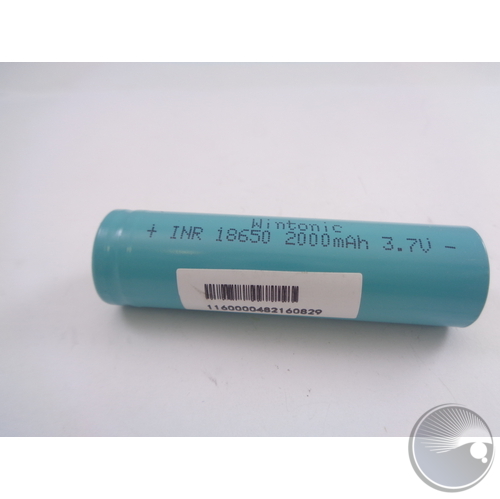 Wintonic
+ INR 18650 2000mAh 3.7V -
1160000482160829